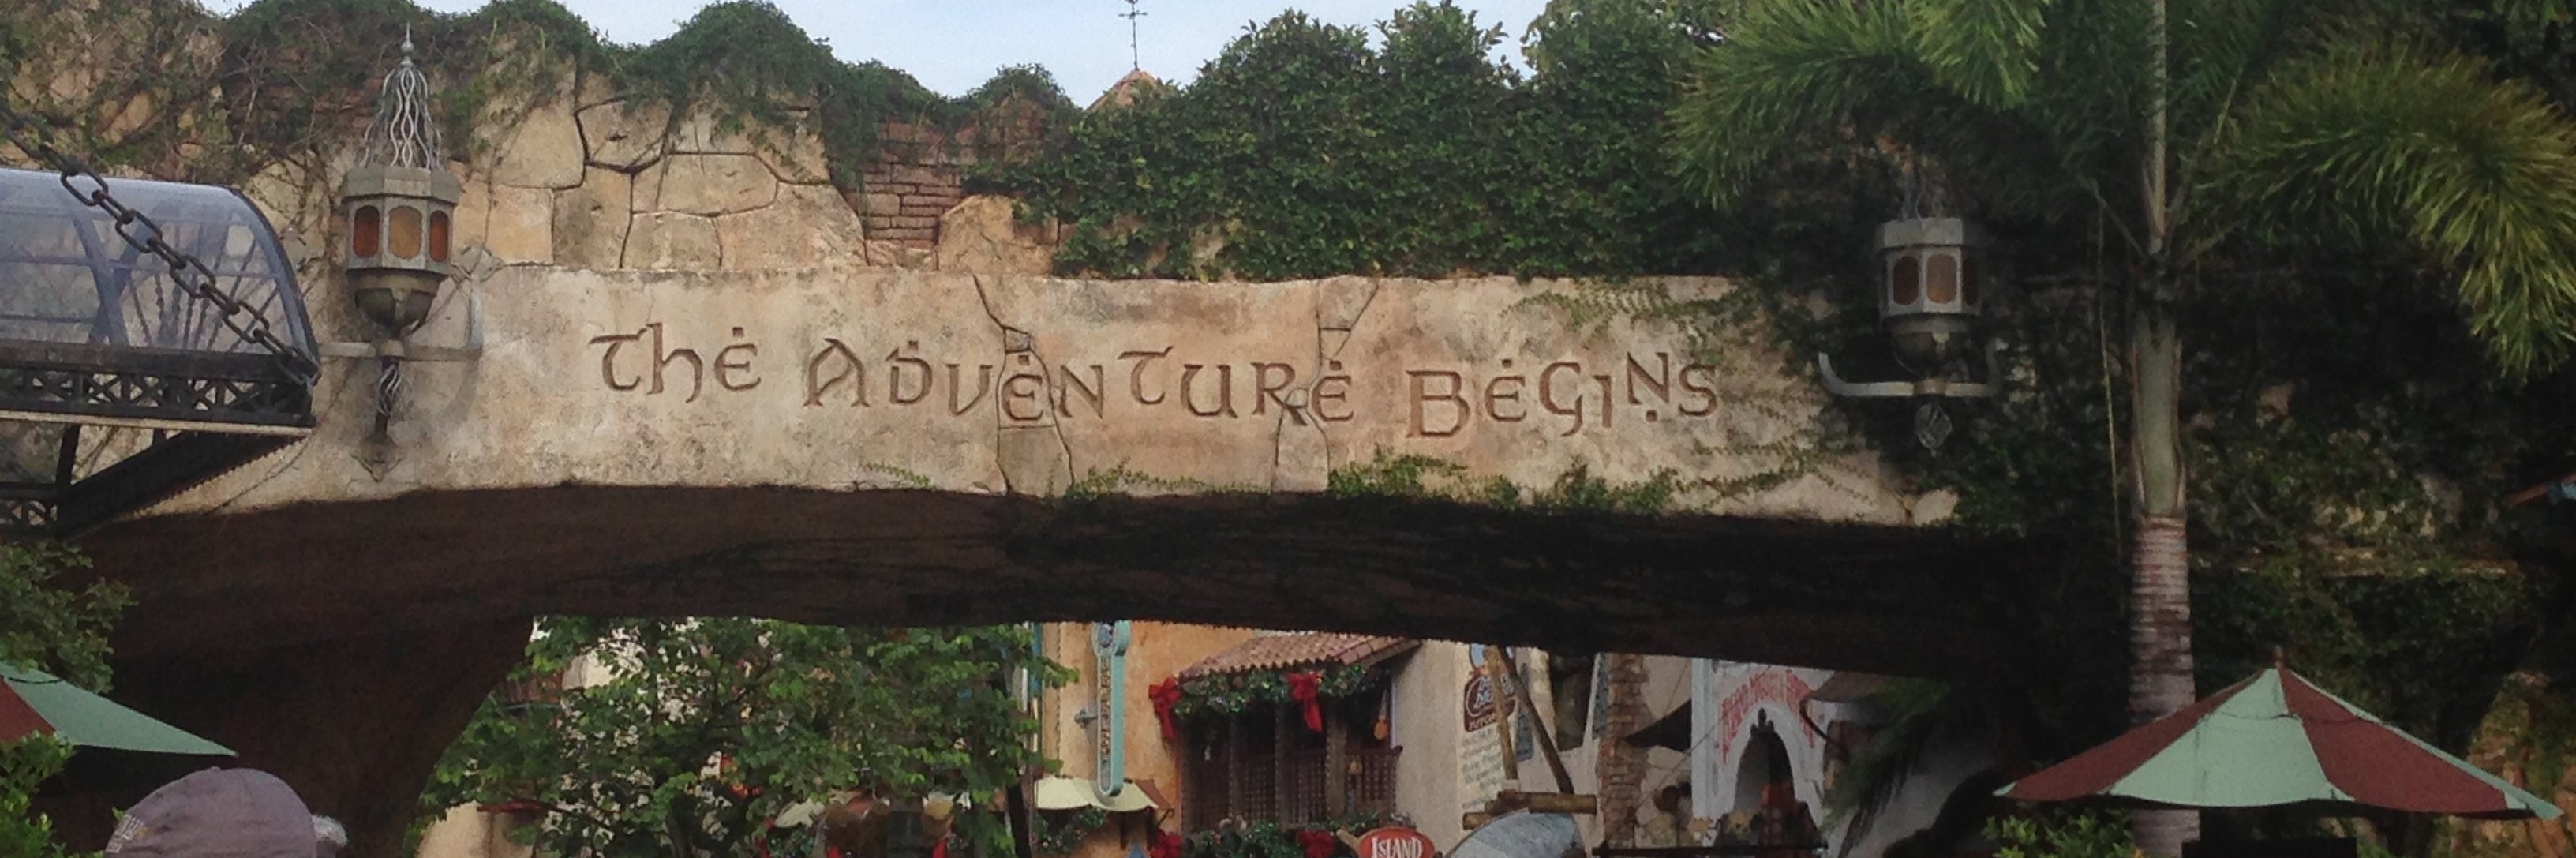 The Adventure Begins
ISLAND